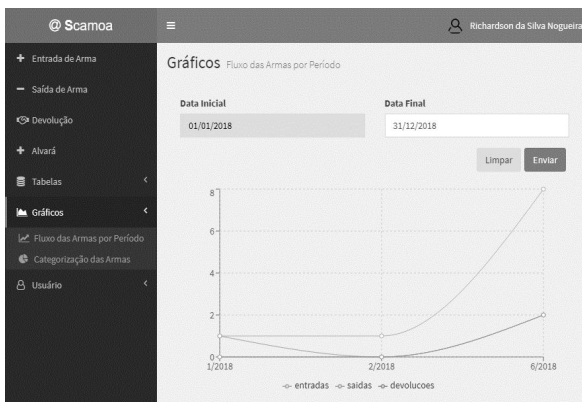 @ Scamoa
Richardson da Silva Nogueira
Entrada de Arma
Saída de Arma
Devolução
Alvará
Tabelas
Gráficos
Fluxo das Armas por Período
Categorização das Armas
Usuário
Gráficos Fluxo das Armas por Período
Data Inicial Data Final
01/01/2018 31/12/2018
Limpar Enviar
8
6
4
2
0
1/2018 2/2018 6/2018
entradas saidas devolucoes